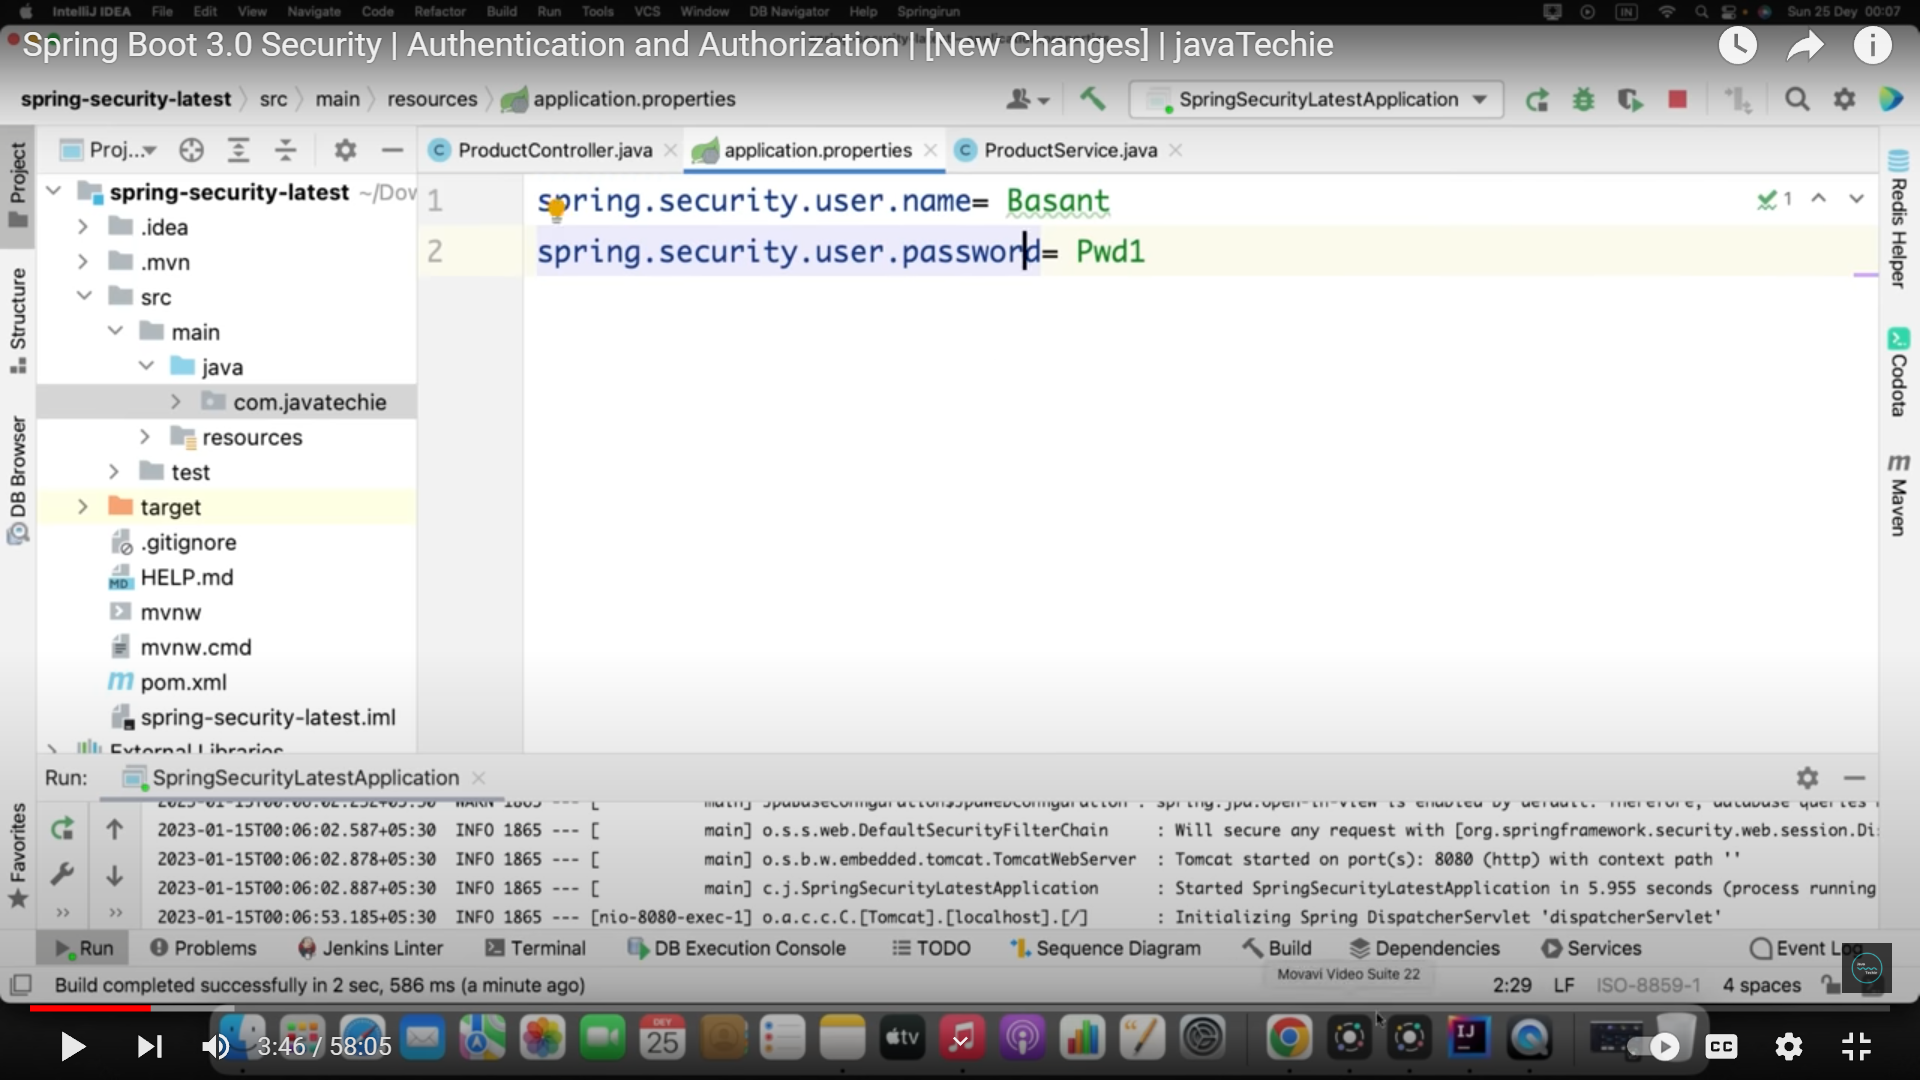 IntelliJ IDEA File Edit View Navigate Code Refactor Build Run Tools VCS Window DB Navigator Help Springirun IN Sun 25 Dey 00:07
Spring Boot 3.0 Security | Authentication and Authorization | [New Changes] | javaTechie
spring-security-latest src main resources application.properties SpringSecurityLatestApplication
Project
Structure
DB Browser
Favorites
Proj...
spring-security-latest ~/Dow
.idea
.mvn
src
main
java
com.javatechie
resources
test
target
.gitignore
HELP.md
mvnw
mvnw.cmd
pom.xml
spring-security-latest.iml
External Libraries
ProductController.java application.properties ProductService.java
1 spring.security.user.name= Basant
2 spring.security.user.password= Pwd1
1
Redis Helper
Codota
Maven
Run: SpringSecurityLatestApplication
2023-01-15T00:06:02.587+05:30 INFO 1865 --- [ main] o.s.s.web.DefaultSecurityFilterChain : Will secure any request with [org.springframework.security.web.session.Di
2023-01-15T00:06:02.878+05:30 INFO 1865 --- [ main] o.s.b.w.embedded.tomcat.TomcatWebServer : Tomcat started on port(s): 8080 (http) with context path ''
2023-01-15T00:06:02.887+05:30 INFO 1865 --- [ main] c.j.SpringSecurityLatestApplication : Started SpringSecurityLatestApplication in 5.955 seconds (process running
2023-01-15T00:06:53.185+05:30 INFO 1865 --- [nio-8080-exec-1] o.a.c.c.C.[Tomcat].[localhost].[/] : Initializing Spring DispatcherServlet 'dispatcherServlet'
Run Problems Jenkins Linter Terminal DB Execution Console TODO Sequence Diagram Build Dependencies Services Event Log
Movavi Video Suite 22
Build completed successfully in 2 sec, 586 ms (a minute ago) 2:29 LF ISO-8859-1 4 spaces
DEY
25
tv
IJ
3:46 / 58:05
CC